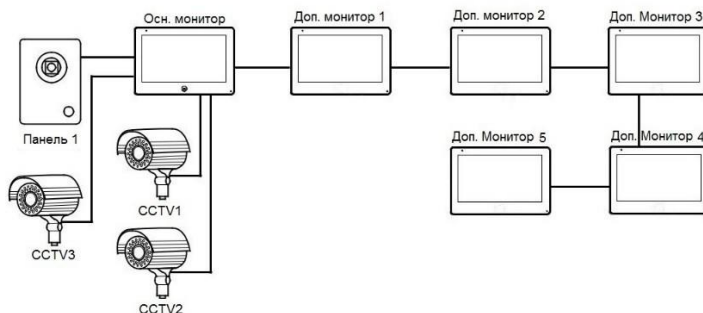 Осн. монитор
Доп. монитор 1
Доп. монитор 2
Доп. Монитор 3
Панель 1
Доп. Монитор 5
Доп. Монитор 4
CCTV1
CCTV3
CCTV2